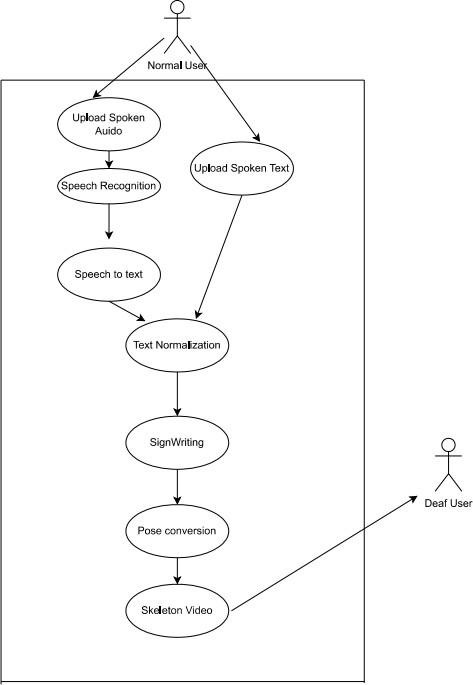 Normal User
Upload Spoken
Auido
Upload Spoken Text
Speech Recognition
Speech to text
Text Normalization
SignWriting
Deaf User
Pose conversion
Skeleton Video